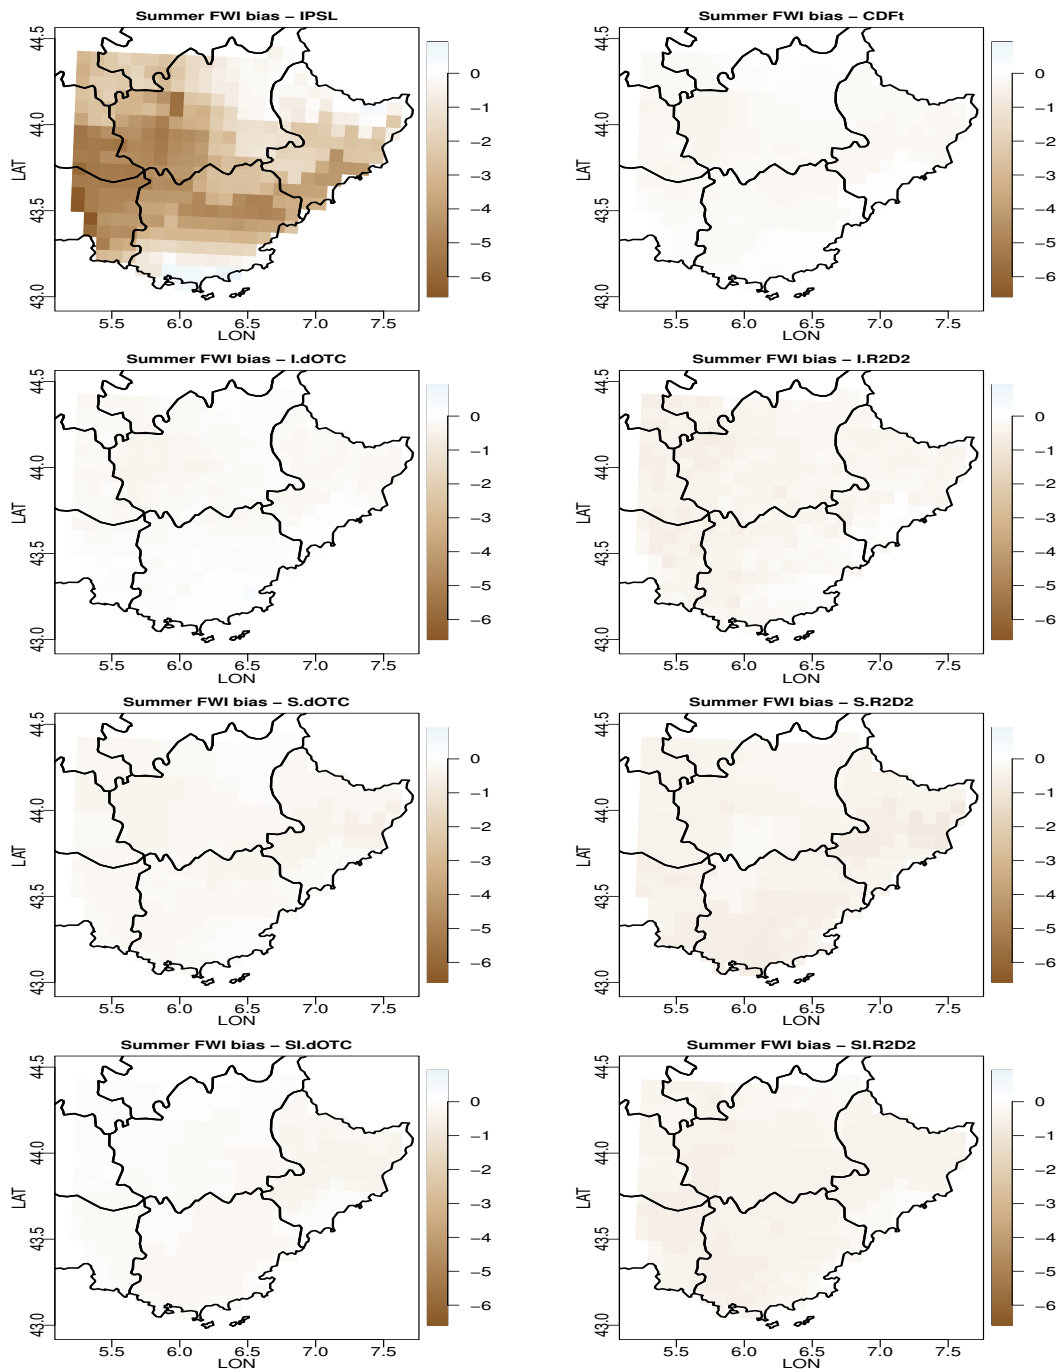 Summer FWI bias – IPSL
LAT
44.5
44.0
43.5
43.0
5.5 6.0 6.5 7.0 7.5
LON
0
−1
−2
−3
−4
−5
−6
Summer FWI bias – CDFt
LAT
44.5
44.0
43.5
43.0
5.5 6.0 6.5 7.0 7.5
LON
0
−1
−2
−3
−4
−5
−6
Summer FWI bias – I.dOTC
LAT
44.5
44.0
43.5
43.0
5.5 6.0 6.5 7.0 7.5
LON
0
−1
−2
−3
−4
−5
−6
Summer FWI bias – I.R2D2
LAT
44.5
44.0
43.5
43.0
5.5 6.0 6.5 7.0 7.5
LON
0
−1
−2
−3
−4
−5
−6
Summer FWI bias – S.dOTC
LAT
44.5
44.0
43.5
43.0
5.5 6.0 6.5 7.0 7.5
LON
0
−1
−2
−3
−4
−5
−6
Summer FWI bias – S.R2D2
LAT
44.5
44.0
43.5
43.0
5.5 6.0 6.5 7.0 7.5
LON
0
−1
−2
−3
−4
−5
−6
Summer FWI bias – SI.dOTC
LAT
44.5
44.0
43.5
43.0
5.5 6.0 6.5 7.0 7.5
LON
0
−1
−2
−3
−4
−5
−6
Summer FWI bias – SI.R2D2
LAT
44.5
44.0
43.5
43.0
5.5 6.0 6.5 7.0 7.5
LON
0
−1
−2
−3
−4
−5
−6